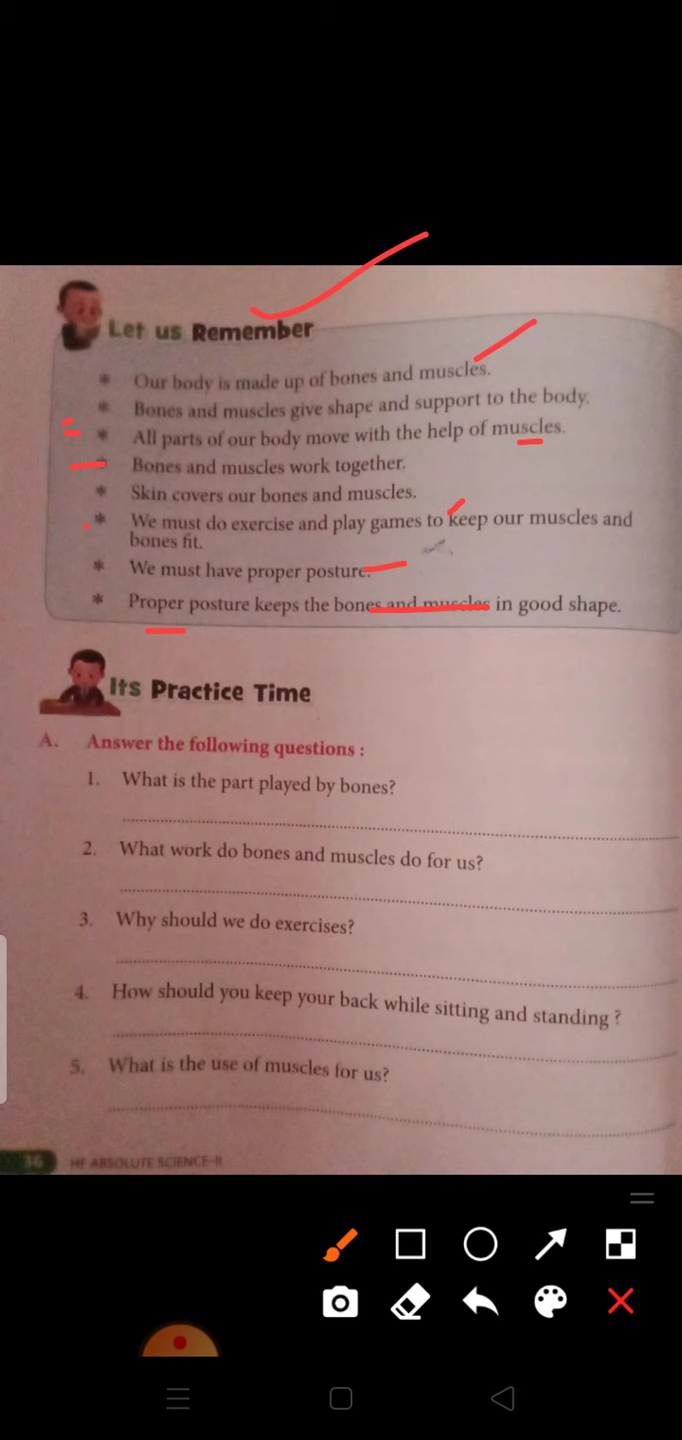 Let us Remember
* Our body is made up of bones and muscles.
* Bones and muscles give shape and support to the body.
* All parts of our body move with the help of muscles.
* Bones and muscles work together.
* Skin covers our bones and muscles.
* We must do exercise and play games to keep our muscles and
bones fit.
* We must have proper posture.
* Proper posture keeps the bones and muscles in good shape.
Its Practice Time
A. Answer the following questions :
1. What is the part played by bones?
2. What work do bones and muscles do for us?
3. Why should we do exercises?
4. How should you keep your back while sitting and standing ?
5. What is the use of muscles for us?
36 HF ABSOLUTE SCIENCE-II